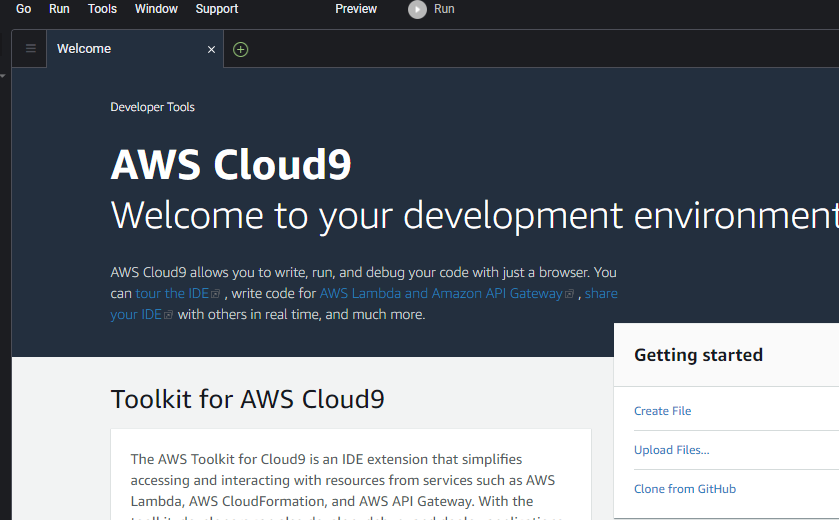 Go Run Tools Window Support Preview Run
Welcome
Developer Tools
AWS Cloud9
Welcome to your development environment
AWS Cloud9 allows you to write, run, and debug your code with just a browser. You
can tour the IDE , write code for AWS Lambda and Amazon API Gateway , share
your IDE with others in real time, and much more.
Getting started
Create File
Upload Files...
Clone from GitHub
Toolkit for AWS Cloud9
The AWS Toolkit for Cloud9 is an IDE extension that simplifies
accessing and interacting with resources from services such as AWS
Lambda, AWS CloudFormation, and AWS API Gateway. With the